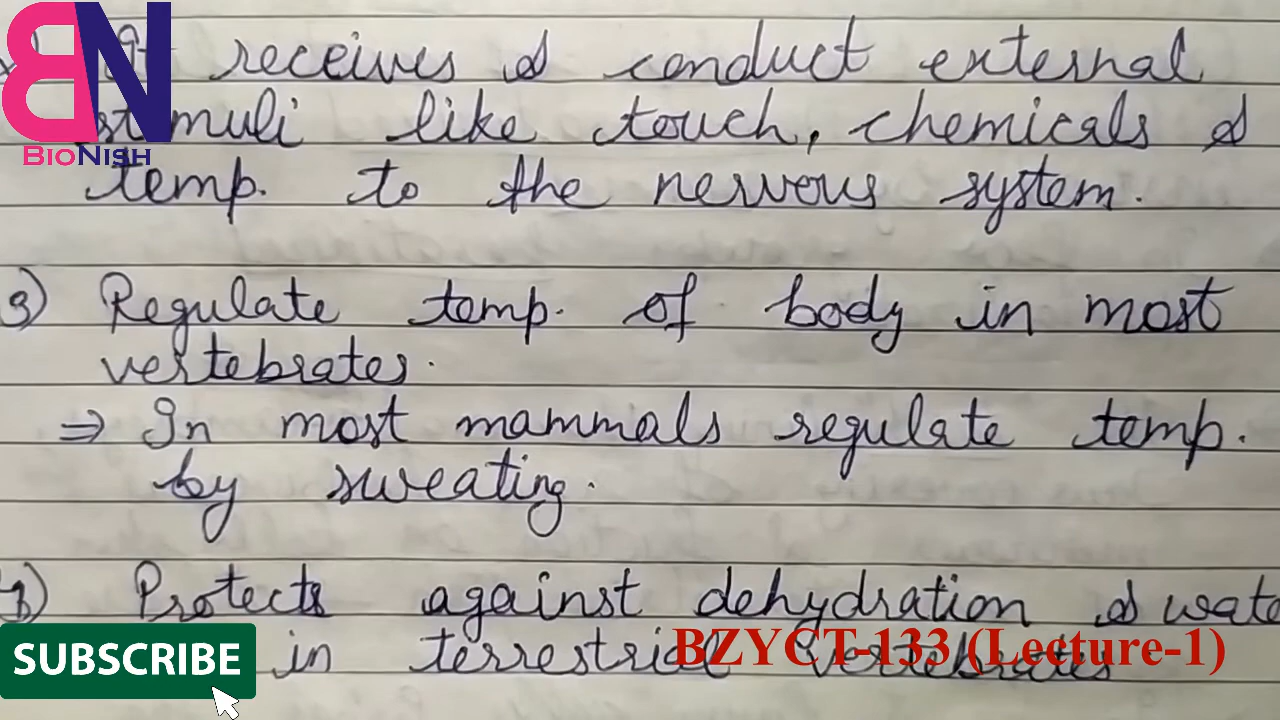 It receives & conduct external
stimuli like touch, chemicals &
temp. to the nervous system.
3) Regulate temp. of body in most
vertebrates.
⇒ In most mammals regulate temp.
by sweating.
4) Protects against dehydration &
in terrestrial vertebrates
BN
BIONISH
SUBSCRIBE
BZYCT-133 (Lecture-1)